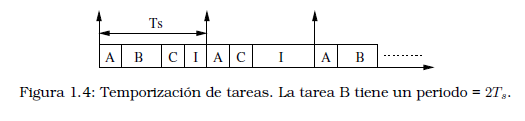 Ts
A B C I A C I A B
Figura 1.4: Temporización de tareas. La tarea B tiene un periodo = 2Tₛ.